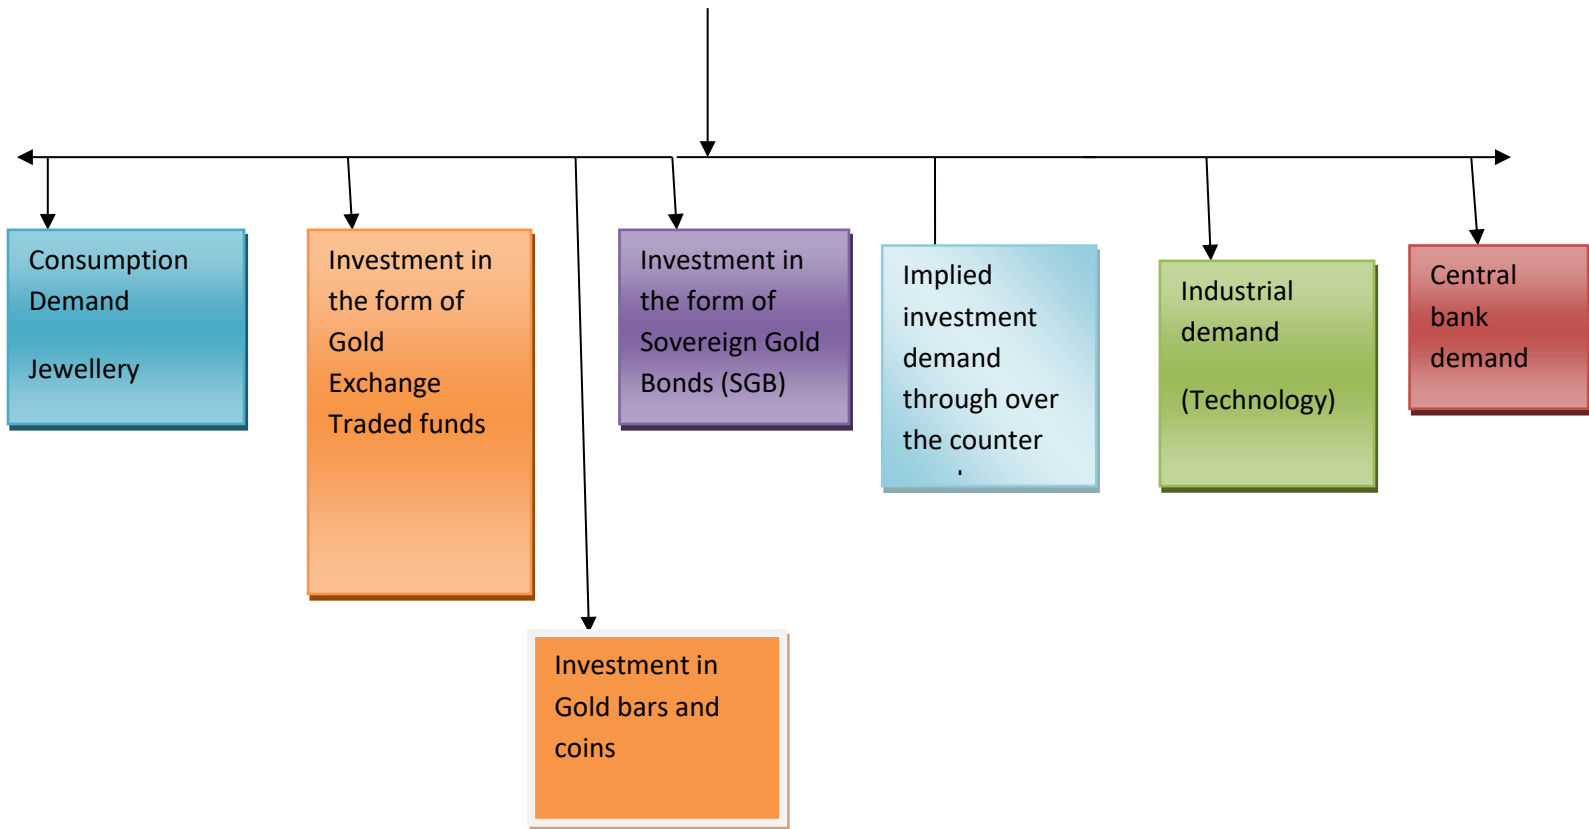 Consumption
Demand
Jewellery
Investment in
the form of
Gold
Exchange
Traded funds
Investment in
the form of
Sovereign Gold
Bonds (SGB)
Implied
investment
demand
through over
the counter
Industrial
demand
(Technology)
Central
bank
demand
Investment in
Gold bars and
coins